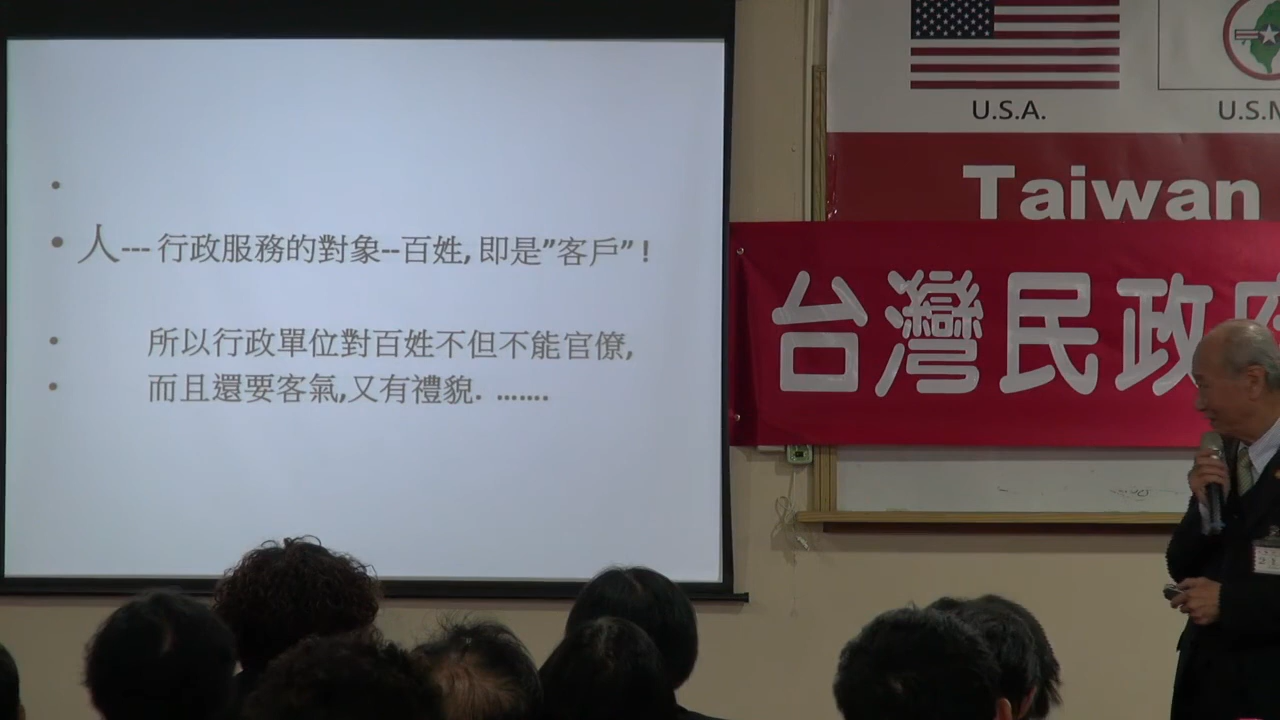 •
• 人--- 行政服務的對象--百姓, 即是”客戶” !
• 所以行政單位對百姓不但不能官僚,
• 而且還要客氣,又有禮貌. .......
U.S.A.
U.S.
Taiwan
台灣民政